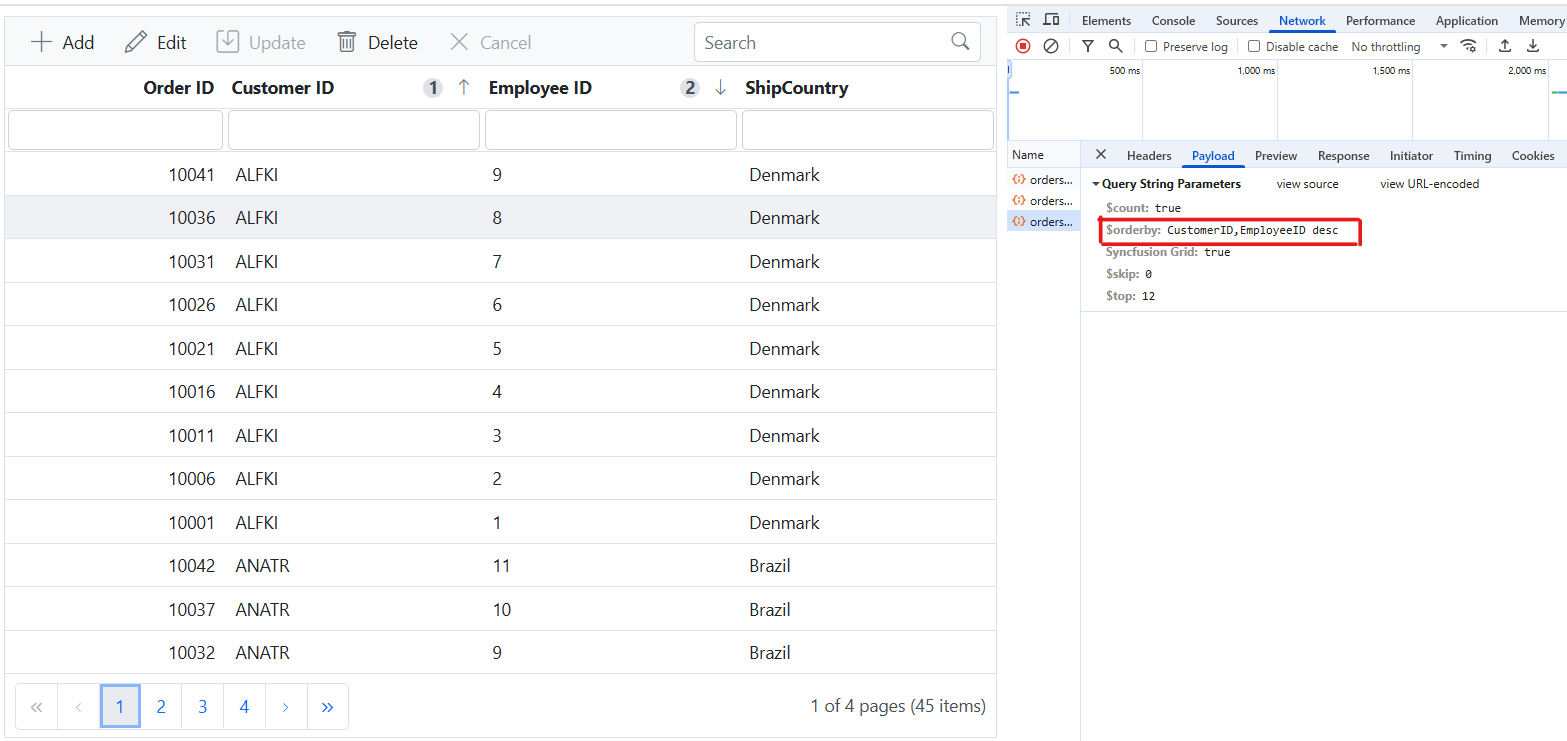 Add Edit Update Delete Cancel Search
Order ID Customer ID 1 Employee ID 2 ShipCountry
10041 ALFKI 9 Denmark
10036 ALFKI 8 Denmark
10031 ALFKI 7 Denmark
10026 ALFKI 6 Denmark
10021 ALFKI 5 Denmark
10016 ALFKI 4 Denmark
10011 ALFKI 3 Denmark
10006 ALFKI 2 Denmark
10001 ALFKI 1 Denmark
10042 ANATR 11 Brazil
10037 ANATR 10 Brazil
10032 ANATR 9 Brazil
« ‹ 1 2 3 4 › » 1 of 4 pages (45 items)
Elements Console Sources Network Performance Application Memory
Preserve log Disable cache No throttling
500 ms 1,000 ms 1,500 ms 2,000 ms
Name Headers Payload Preview Response Initiator Timing Cookies
orders...
orders...
orders...
Query String Parameters view source view URL-encoded
$count: true
$orderby: CustomerID,EmployeeID desc
Syncfusion Grid: true
$skip: 0
$top: 12